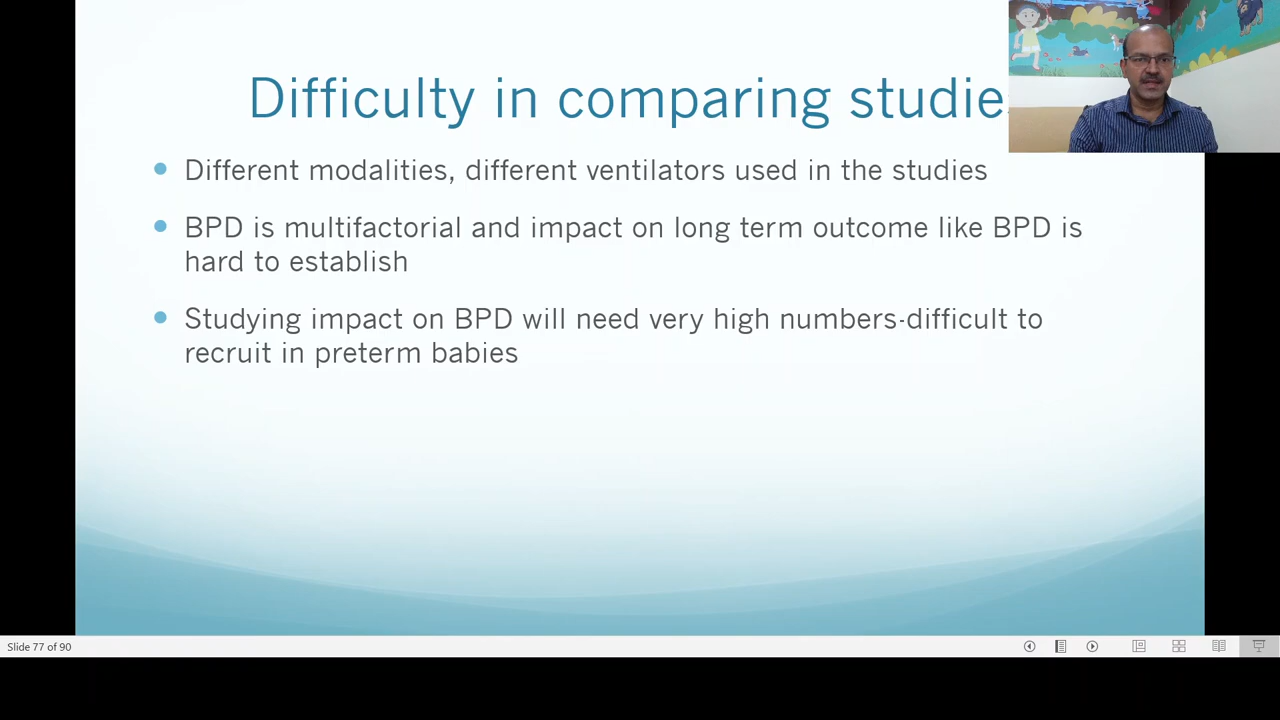 Difficulty in comparing studie
Different modalities, different ventilators used in the studies
BPD is multifactorial and impact on long term outcome like BPD is
hard to establish
Studying impact on BPD will need very high numbers-difficult to
recruit in preterm babies
Slide 77 of 90